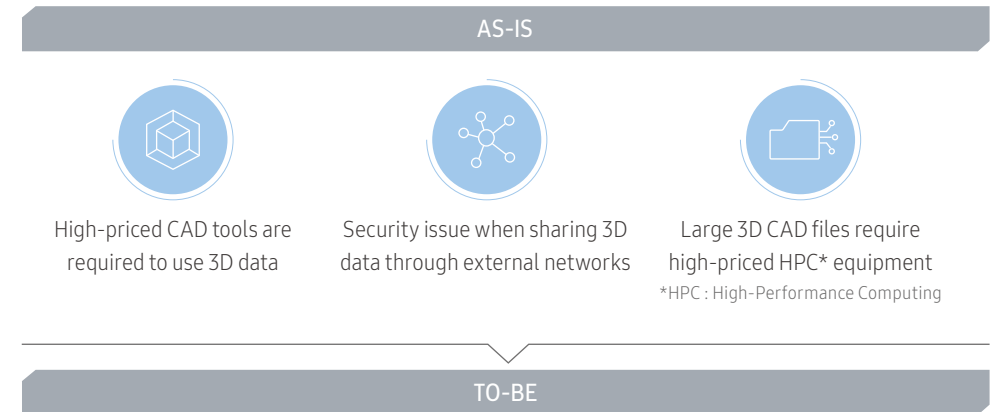 AS-IS
High-priced CAD tools are
required to use 3D data
Security issue when sharing 3D
data through external networks
Large 3D CAD files require
high-priced HPC* equipment
*HPC : High-Performance Computing
TO-BE